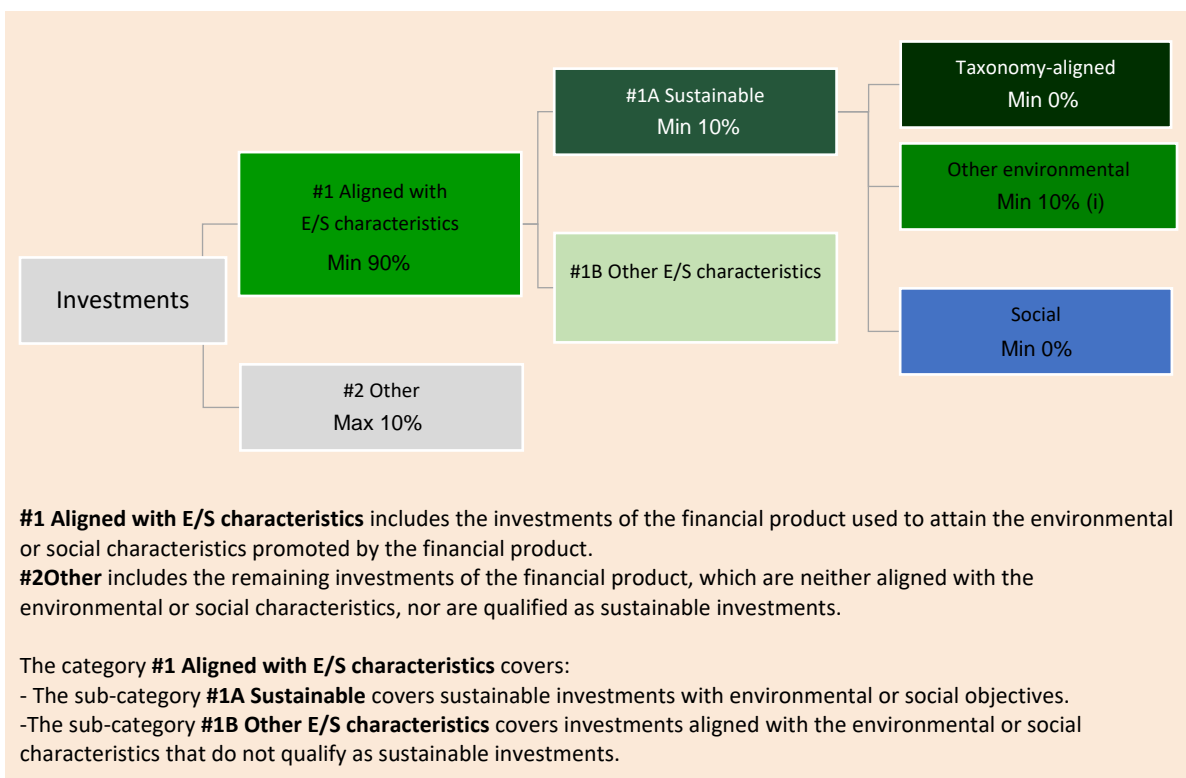 Investments
#1 Aligned with
E/S characteristics
Min 90%
#2 Other
Max 10%
#1A Sustainable
Min 10%
#1B Other E/S characteristics
Taxonomy-aligned
Min 0%
Other environmental
Min 10% (i)
Social
Min 0%
#1 Aligned with E/S characteristics includes the investments of the financial product used to attain the environmental
or social characteristics promoted by the financial product.
#2Other includes the remaining investments of the financial product, which are neither aligned with the
environmental or social characteristics, nor are qualified as sustainable investments.
The category #1 Aligned with E/S characteristics covers:
- The sub-category #1A Sustainable covers sustainable investments with environmental or social objectives.
-The sub-category #1B Other E/S characteristics covers investments aligned with the environmental or social
characteristics that do not qualify as sustainable investments.